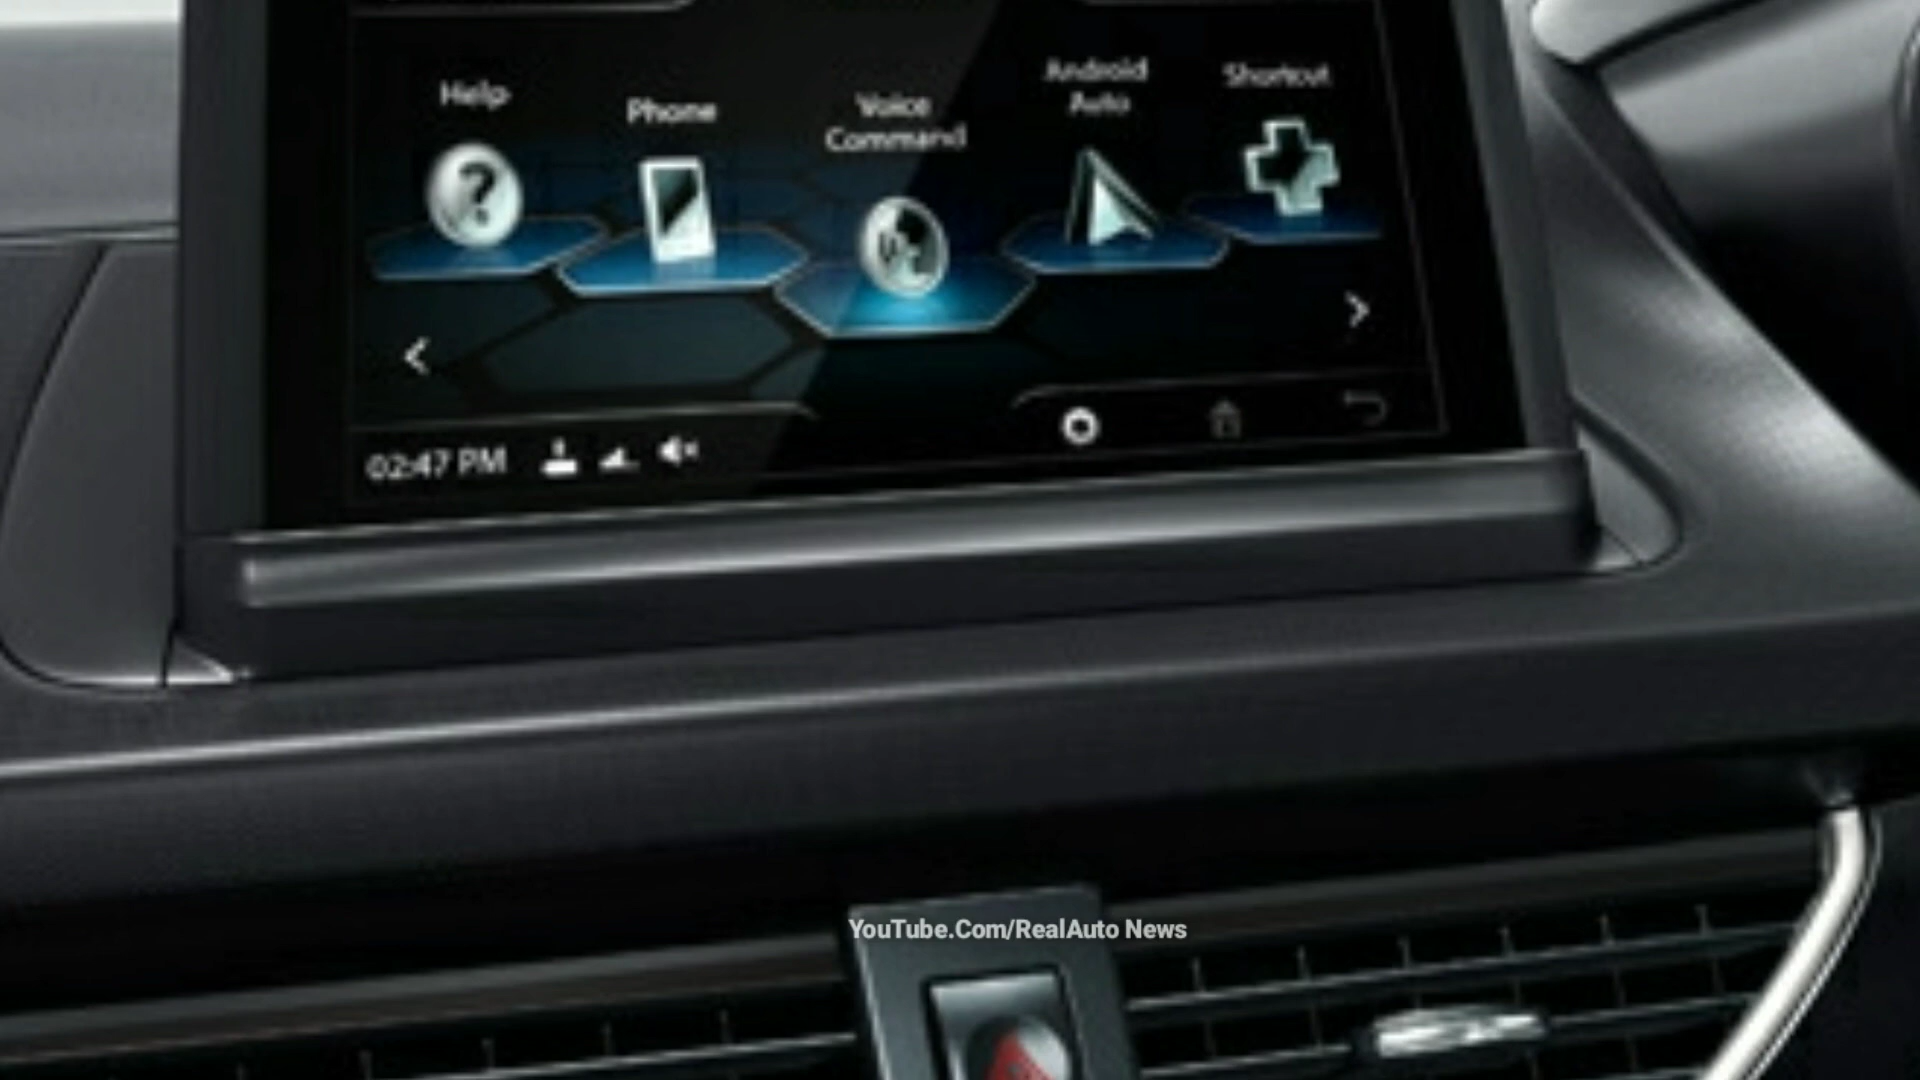 Help
Phone
Voice
Command
Android
Auto
Shortcut
02:47 PM
YouTube.Com/RealAuto News